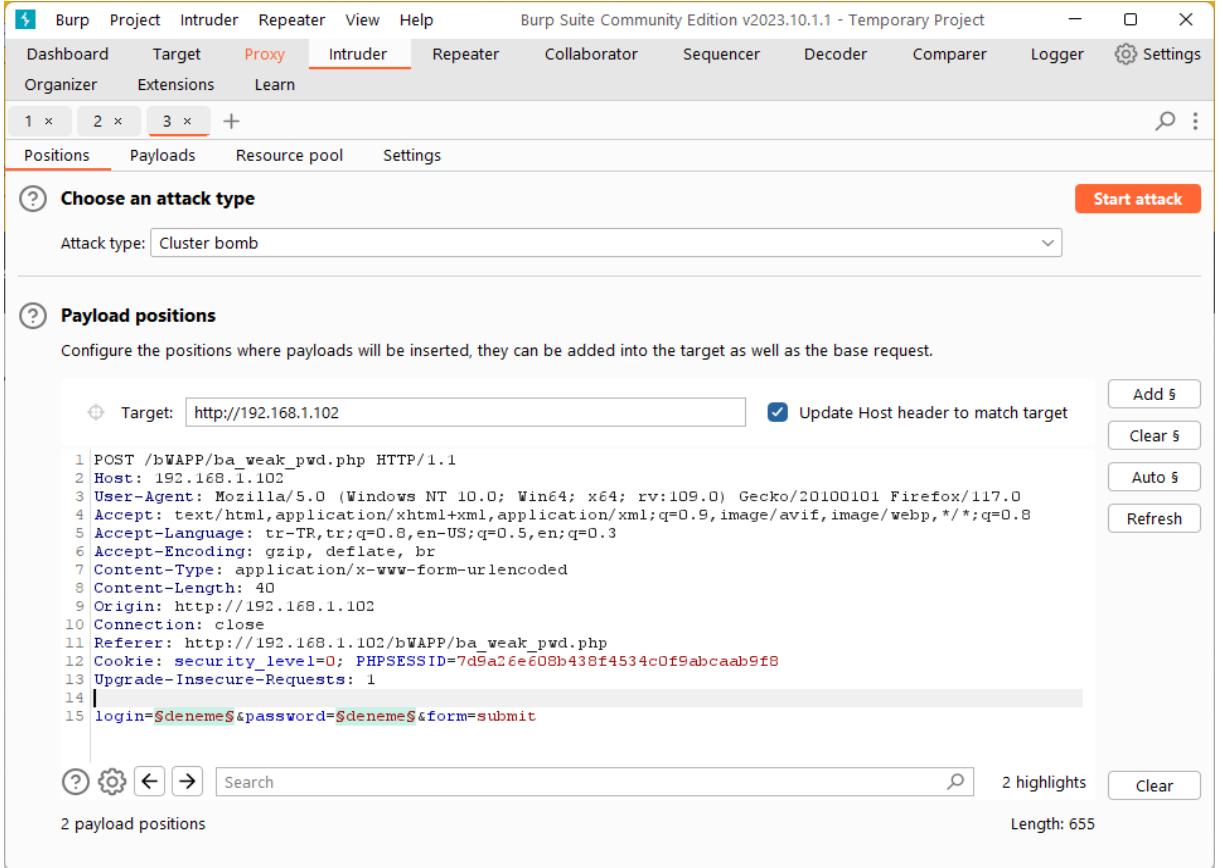 Burp Project Intruder Repeater View Help Burp Suite Community Edition v2023.10.1.1 - Temporary Project
Dashboard Target Proxy Intruder Repeater Collaborator Sequencer Decoder Comparer Logger Settings
Organizer Extensions Learn
1 × 2 × 3 × +
Positions Payloads Resource pool Settings
? Choose an attack type Start attack
Attack type: Cluster bomb
? Payload positions
Configure the positions where payloads will be inserted, they can be added into the target as well as the base request.
Add §
Target: http://192.168.1.102 Update Host header to match target
Clear §
Auto §
Refresh
1 POST /bWAPP/ba_weak_pwd.php HTTP/1.1
2 Host: 192.168.1.102
3 User-Agent: Mozilla/5.0 (Windows NT 10.0; Win64; x64; rv:109.0) Gecko/20100101 Firefox/117.0
4 Accept: text/html,application/xhtml+xml,application/xml;q=0.9,image/avif,image/webp,*/*;q=0.8
5 Accept-Language: tr-TR,tr;q=0.8,en-US;q=0.5,en;q=0.3
6 Accept-Encoding: gzip, deflate, br
7 Content-Type: application/x-www-form-urlencoded
8 Content-Length: 40
9 Origin: http://192.168.1.102
10 Connection: close
11 Referer: http://192.168.1.102/bWAPP/ba_weak_pwd.php
12 Cookie: security_level=0; PHPSESSID=7d9a26e608b438f4534c0f9abcaab9f8
13 Upgrade-Insecure-Requests: 1
14
15 login=§deneme§&password=§deneme§&form=submit
? Search 2 highlights Clear
2 payload positions Length: 655